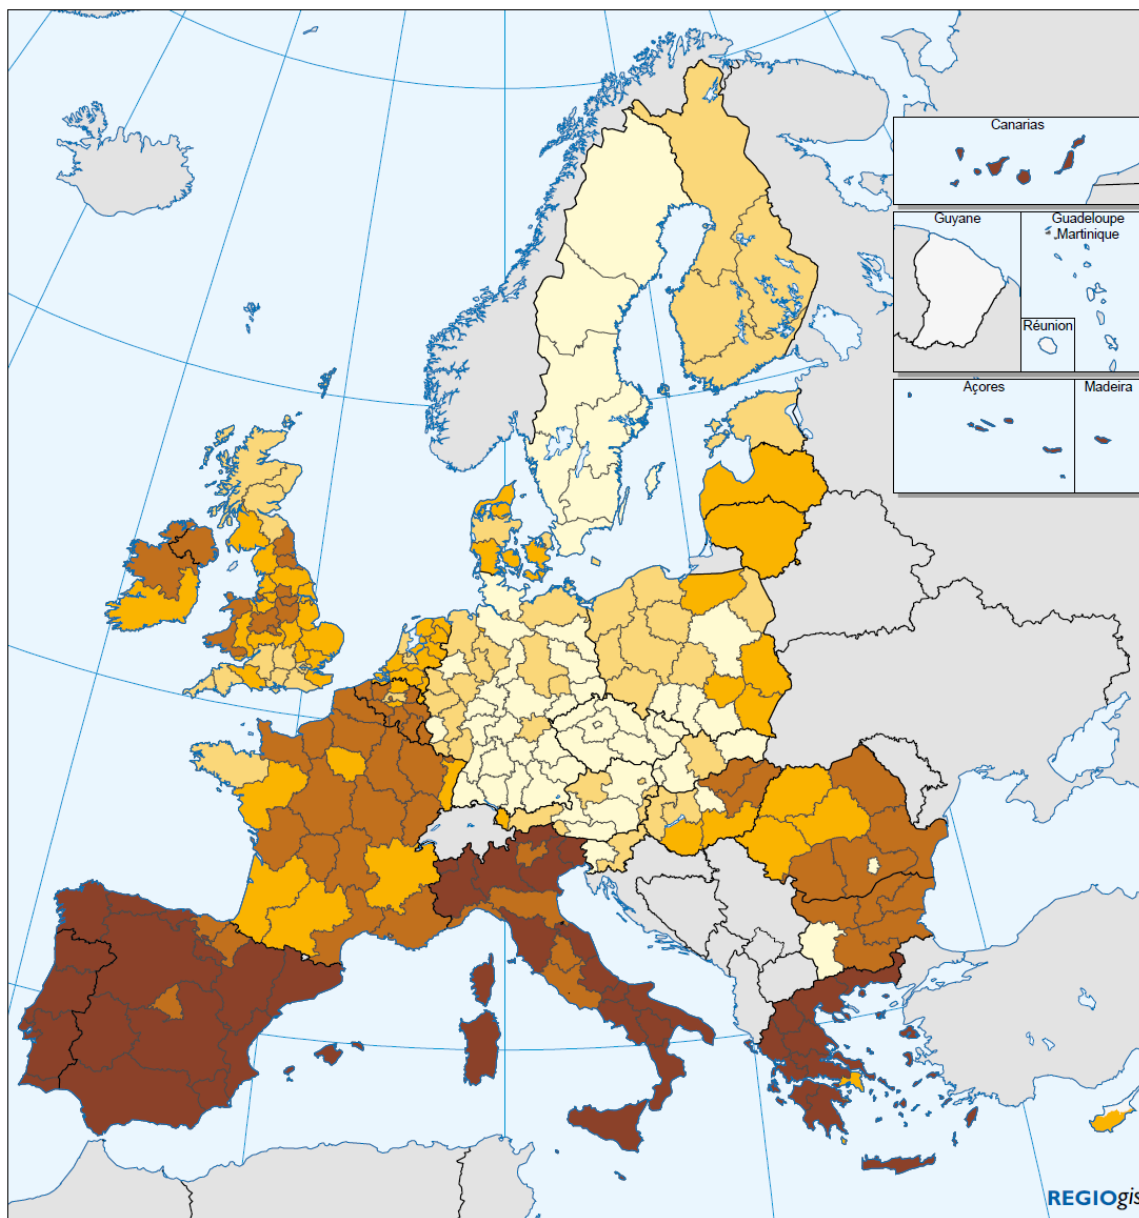 Canarias
Guyane
Guadeloupe
Martinique
Réunion
Açores
Madeira
REGIOgis